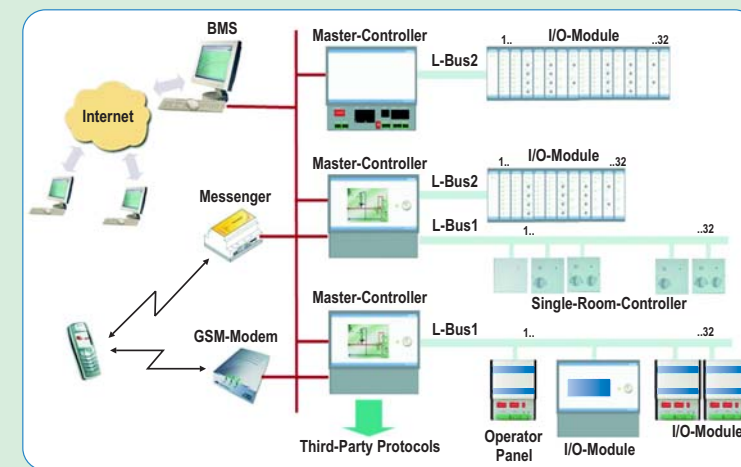 BMS
Master-Controller
I/O-Module
1..
..32
L-Bus2
Internet
I/O-Module
1..
..32
Master-Controller
L-Bus2
Messenger
L-Bus1
1..
..32
Single-Room-Controller
Master-Controller
GSM-Modem
L-Bus1
1..
..32
Third-Party Protocols
Operator
Panel
I/O-Module
I/O-Module